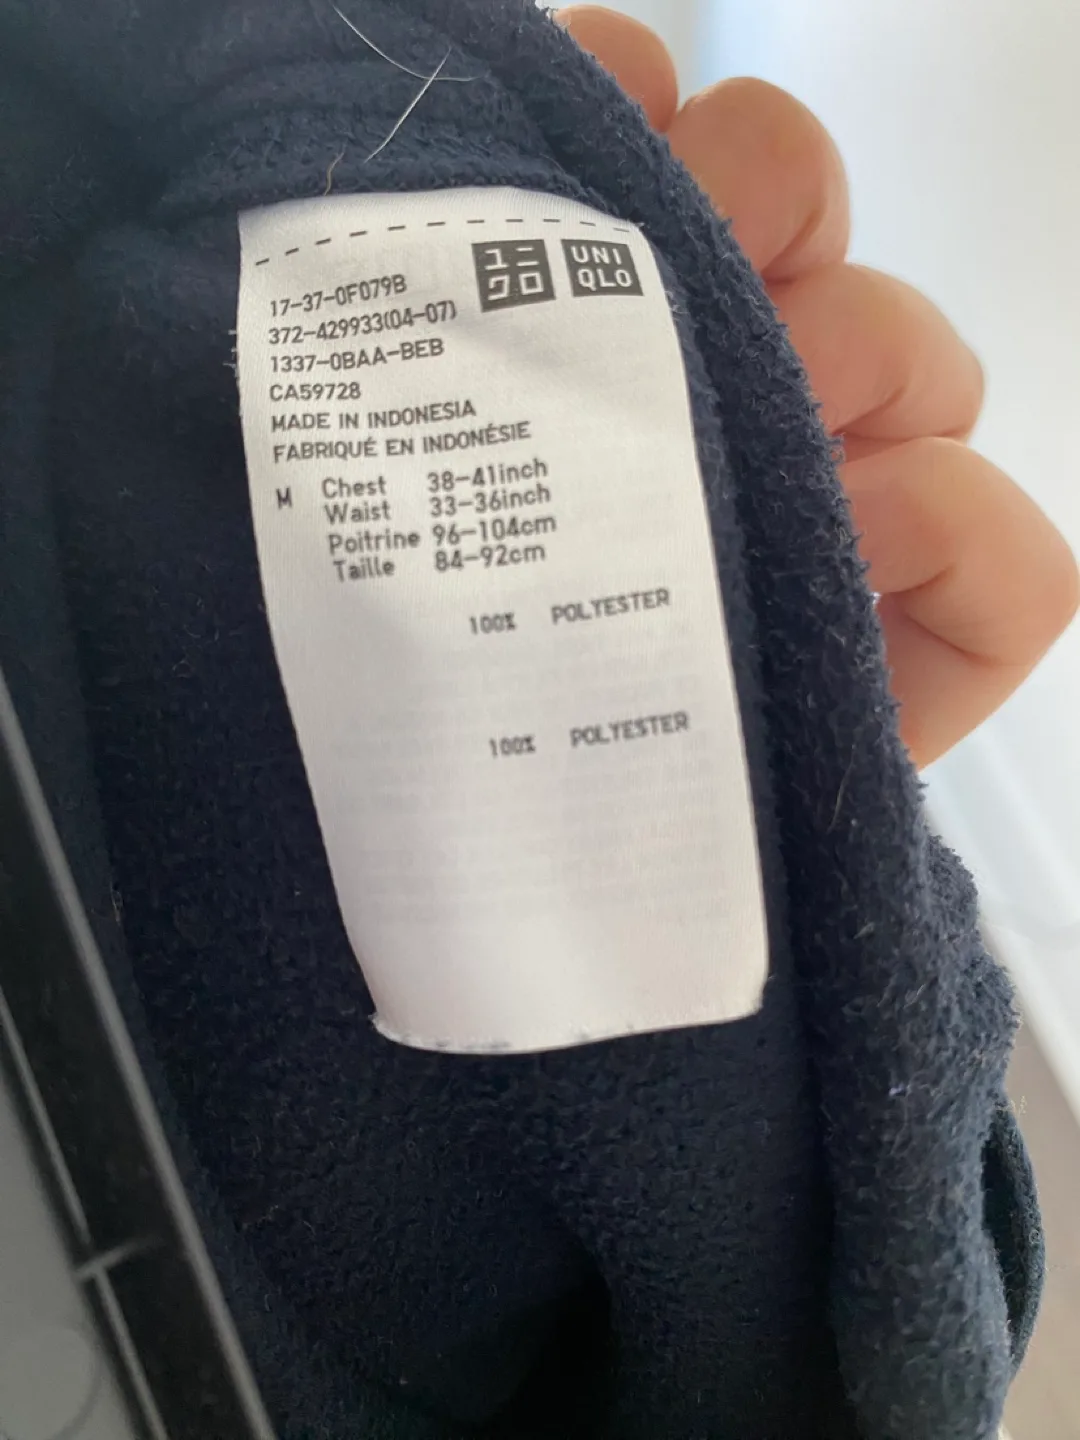 ユニ
クロ
UNI
QLO
17-37-0F079B
372-429933(04-07)
1337-0BAA-BEB
CA59728
MADE IN INDONESIA
FABRIQUÉ EN INDONÉSIE
M Chest 38-41inch
Waist 33-36inch
Poitrine 96-104cm
Taille 84-92cm
100% POLYESTER
100% POLYESTER